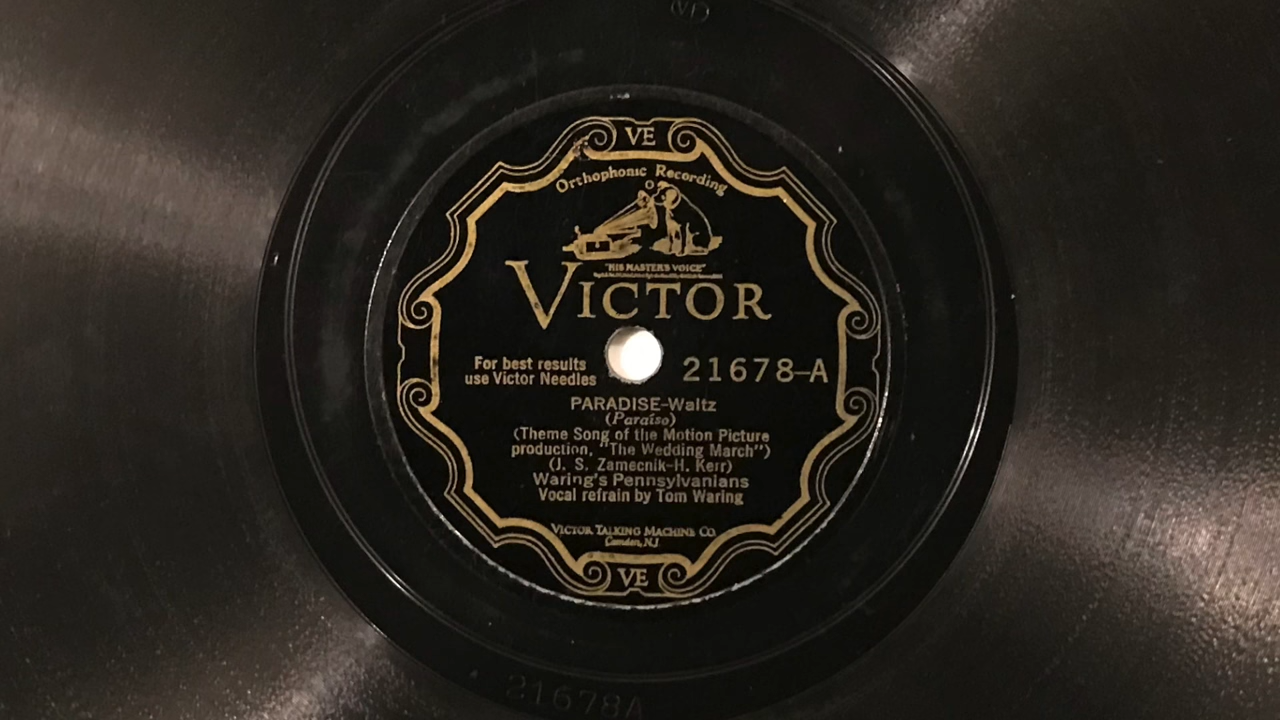 VE
Orthophonic Recording
"HIS MASTER'S VOICE"
VICTOR
For best results
use Victor Needles
21678-A
PARADISE-Waltz
(Paraíso)
(Theme Song of the Motion Picture
production, "The Wedding March")
(J. S. Zamecnik-H. Kerr)
Waring's Pennsylvanians
Vocal refrain by Tom Waring
VICTOR TALKING MACHINE CO.
Camden, N.J.
VE
21678A